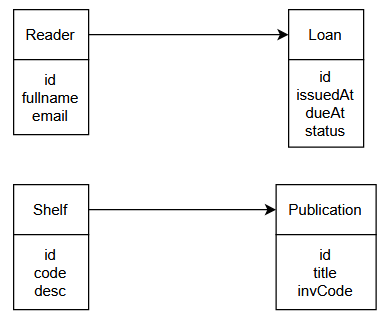 Reader
id
fullname
email
Loan
id
issuedAt
dueAt
status
Shelf
id
code
desc
Publication
id
title
invCode